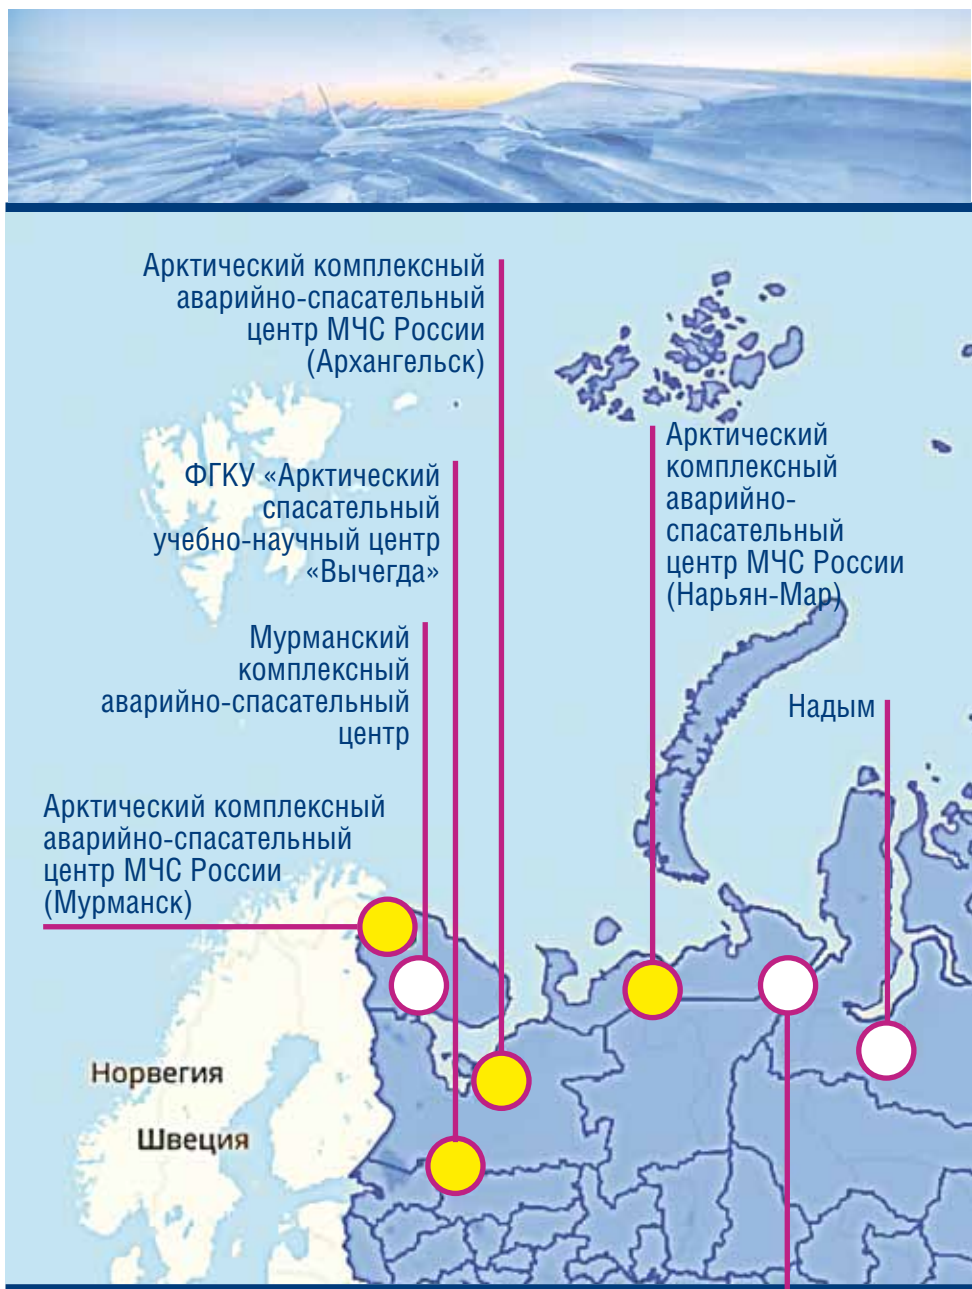 Арктический комплексный
аварийно-спасательный
центр МЧС России
(Архангельск)
ФГКУ «Арктический
спасательный
учебно-научный центр
«Вычегда»
Арктический
комплексный
аварийно-
спасательный
центр МЧС России
(Нарьян-Мар)
Мурманский
комплексный
аварийно-спасательный
центр
Надым
Арктический комплексный
аварийно-спасательный
центр МЧС России
(Мурманск)
Норвегия
Швеция